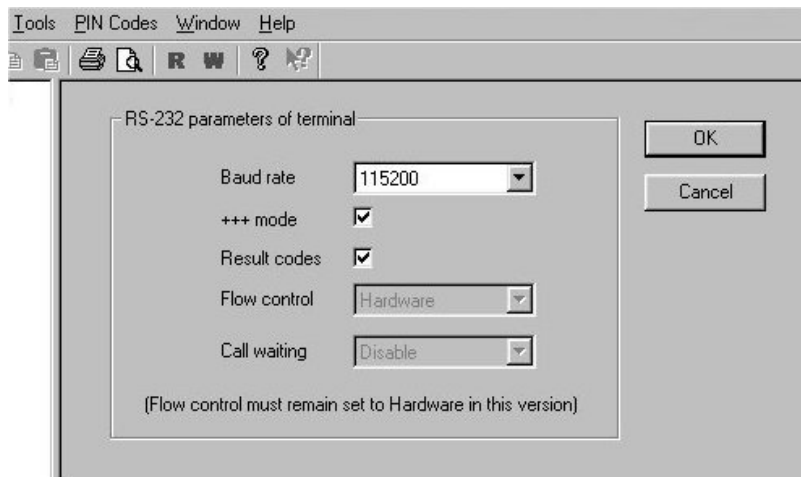 Tools PIN Codes Window Help
R W ? ?
RS-232 parameters of terminal
OK
Baud rate 115200
Cancel
+++ mode
Result codes
Flow control Hardware
Call waiting Disable
(Flow control must remain set to Hardware in this version)